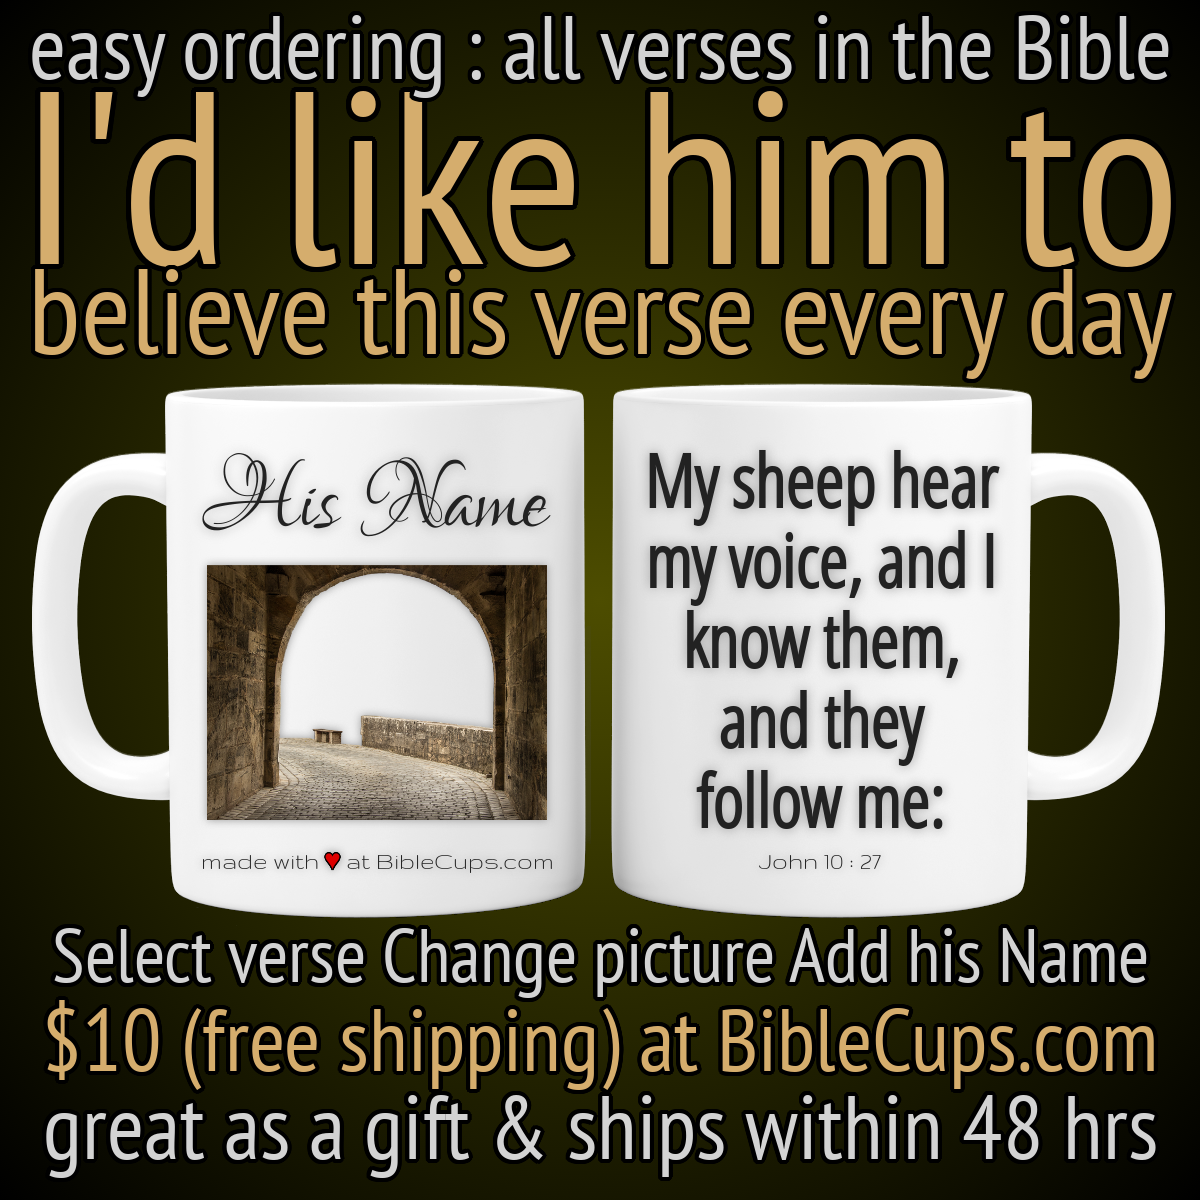 easy ordering : all verses in the Bible
I'd like him to
believe this verse every day
His Name
made with ♥ at BibleCups.com
My sheep hear
my voice, and I
know them,
and they
follow me:
John 10 : 27
Select verse Change picture Add his Name
$10 (free shipping) at BibleCups.com
great as a gift & ships within 48 hrs